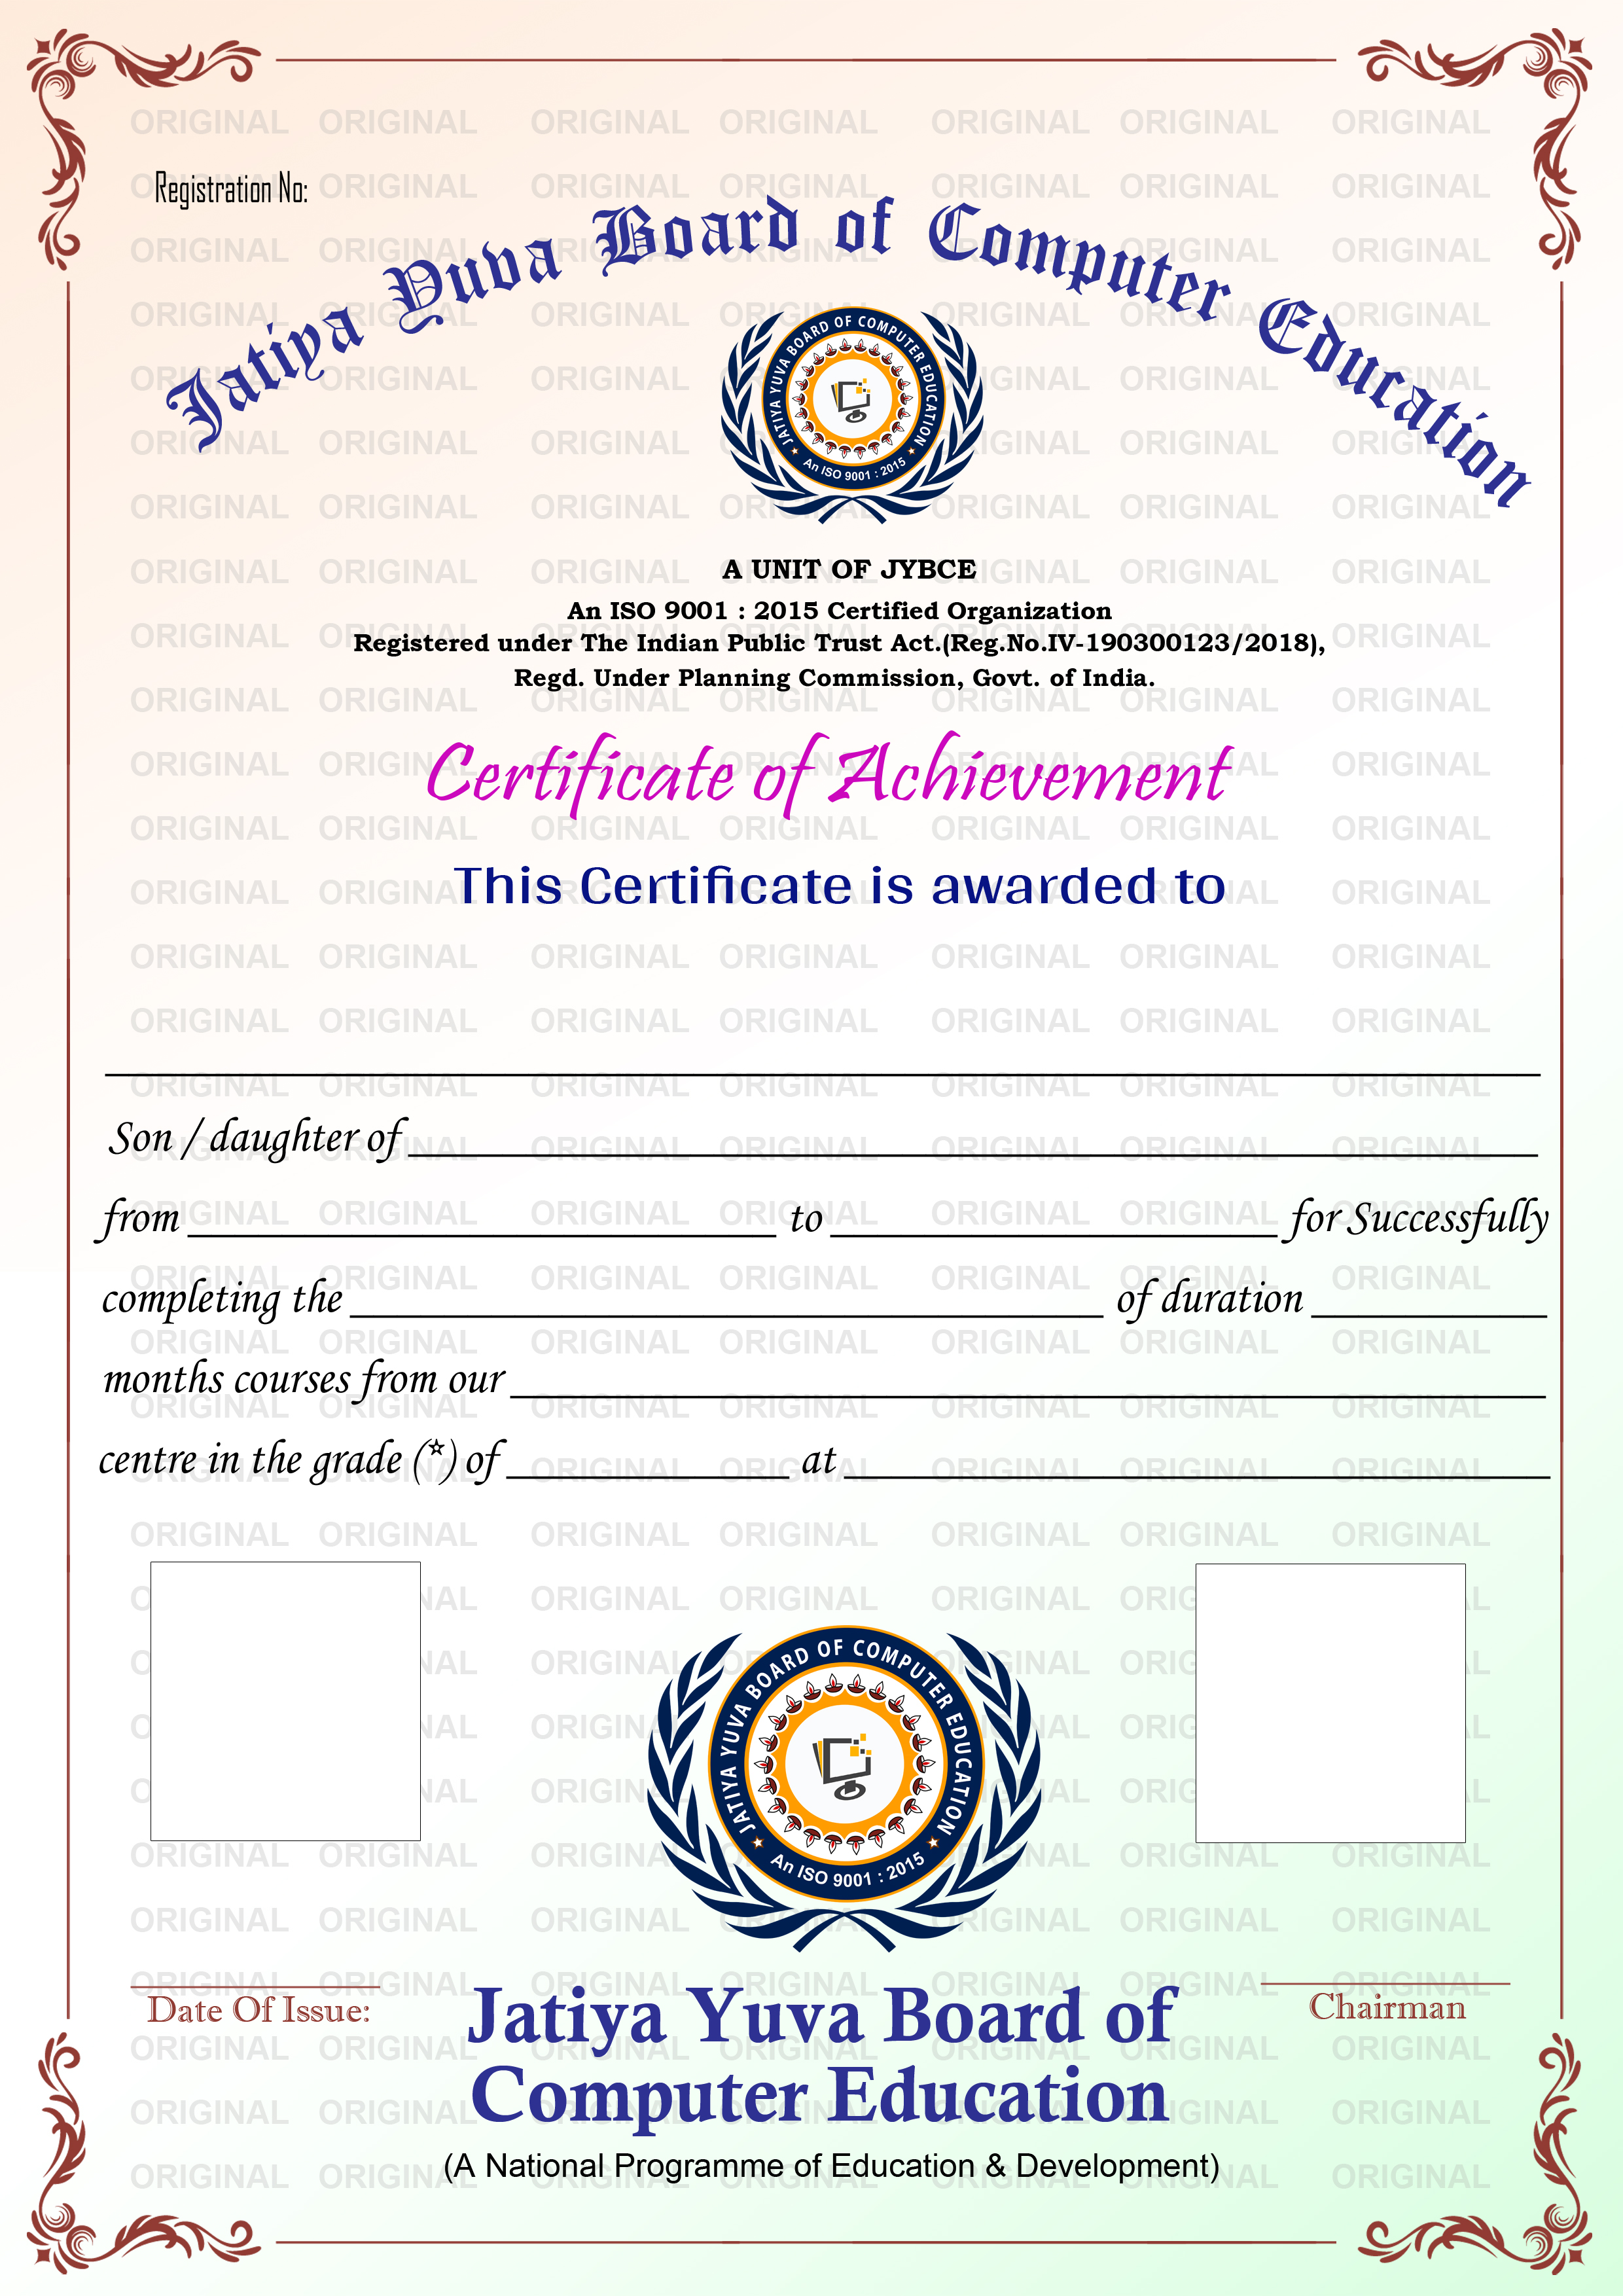 ORIGINAL ORIGINAL ORIGINAL ORIGINAL ORIGINAL ORIGINAL ORIGINAL
Registration No:
Jatiya Yuva Board of Computer Education
JATIYA YUVA BOARD OF COMPUTER EDUCATION
An ISO 9001 : 2015
A UNIT OF JYBCE
An ISO 9001 : 2015 Certified Organization
Registered under The Indian Public Trust Act.(Reg.No.IV-190300123/2018),
Regd. Under Planning Commission, Govt. of India.
Certificate of Achievement
This Certificate is awarded to
Son / daughter of
from to for Successfully
completing the of duration
months courses from our
centre in the grade (*) of at
JATIYA YUVA BOARD OF COMPUTER EDUCATION
An ISO 9001 : 2015
Date Of Issue:
Chairman
Jatiya Yuva Board of
Computer Education
(A National Programme of Education & Development)